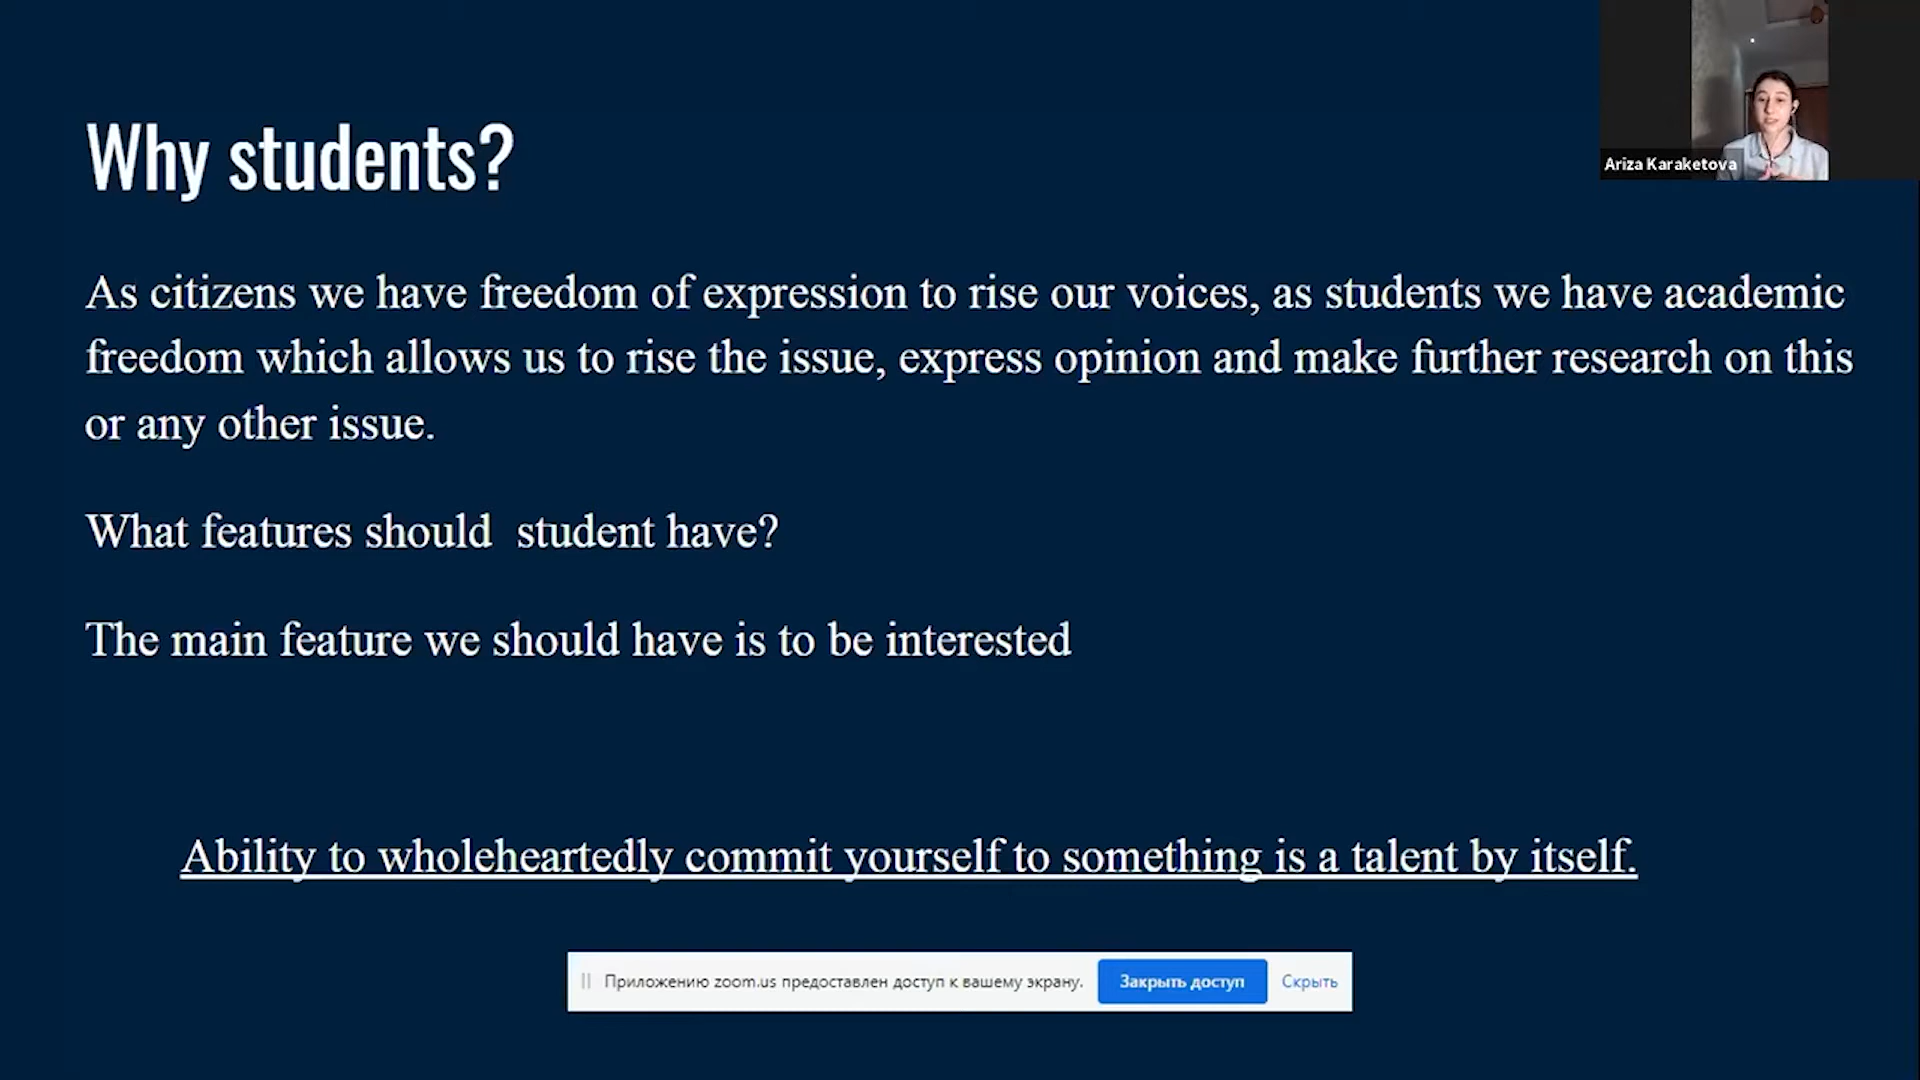 Why students?
Ariza Karaketova
As citizens we have freedom of expression to rise our voices, as students we have academic
freedom which allows us to rise the issue, express opinion and make further research on this
or any other issue.
What features should  student have?
The main feature we should have is to be interested
Ability to wholeheartedly commit yourself to something is a talent by itself.
Приложению zoom.us предоставлен доступ к вашему экрану. Закрыть доступ Скрыть